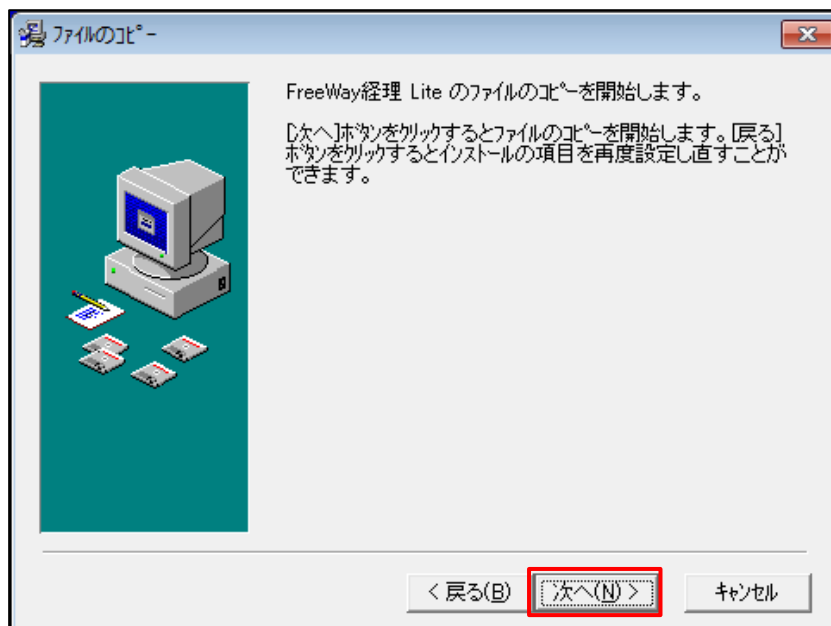 ﾌｧｲﾙのｺﾋﾟｰ
FreeWay経理 Lite のﾌｧｲﾙのｺﾋﾟｰを開始します。
[次へ]ﾎﾞﾀﾝをｸﾘｯｸするとﾌｧｲﾙのｺﾋﾟｰを開始します。[戻る]
ﾎﾞﾀﾝをｸﾘｯｸするとｲﾝｽﾄｰﾙの項目を再度設定し直すことが
できます。
< 戻る(B)
次へ(N) >
ｷｬﾝｾﾙ